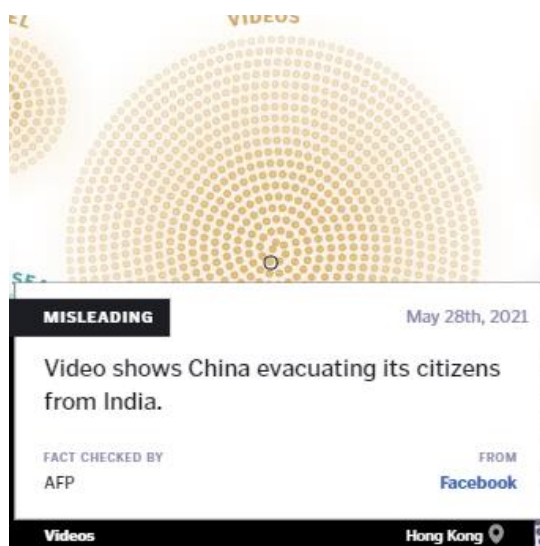 VIDEOS
MISLEADING
May 28th, 2021
Video shows China evacuating its citizens
from India.
FACT CHECKED BY
FROM
AFP
Facebook
Videos
Hong Kong